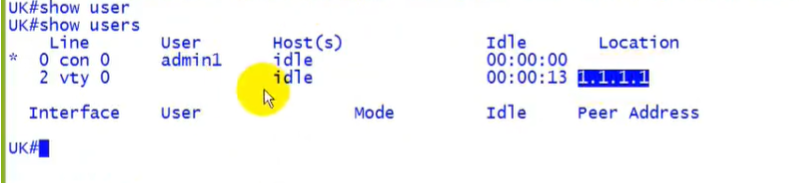 UK#show user
UK#show users
Line User Host(s) Idle Location
* 0 con 0 admin1 idle 00:00:00
2 vty 0 idle 00:00:13 1.1.1.1
Interface User Mode Idle Peer Address
UK#